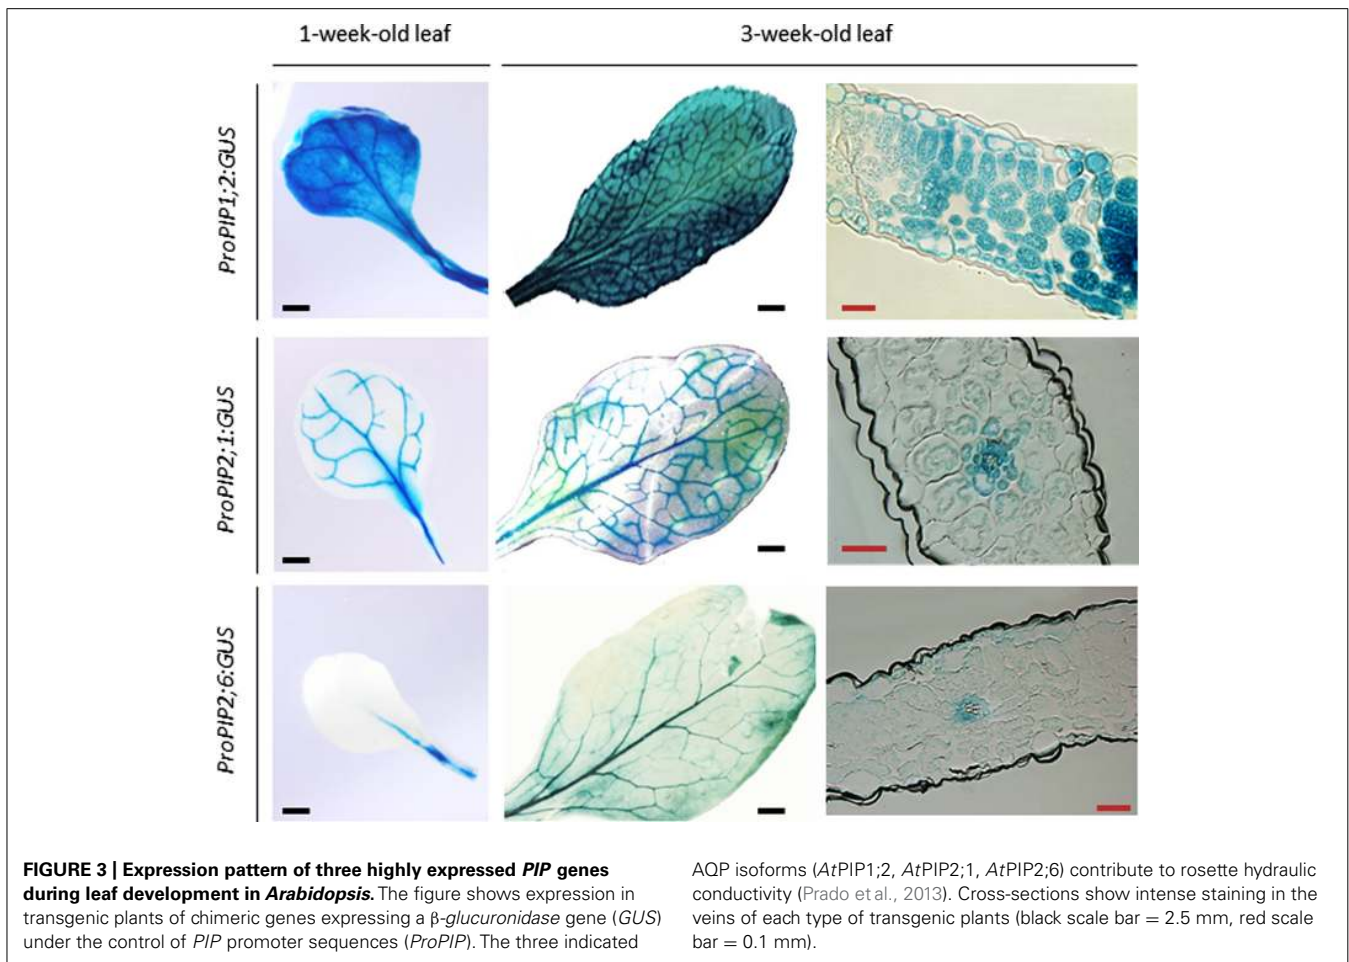 1-week-old leaf
3-week-old leaf
ProPIP1;2:GUS
ProPIP2;1:GUS
ProPIP2;6:GUS
FIGURE 3 | Expression pattern of three highly expressed PIP genes
during leaf development in Arabidopsis. The figure shows expression in
transgenic plants of chimeric genes expressing a β-glucuronidase gene (GUS)
under the control of PIP promoter sequences (ProPIP). The three indicated
AQP isoforms (AtPIP1;2, AtPIP2;1, AtPIP2;6) contribute to rosette hydraulic
conductivity (Prado et al., 2013). Cross-sections show intense staining in the
veins of each type of transgenic plants (black scale bar = 2.5 mm, red scale
bar = 0.1 mm).